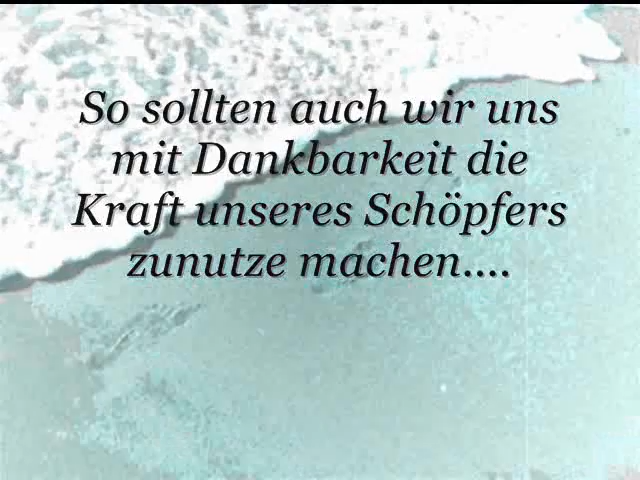 So sollten auch wir uns
mit Dankbarkeit die
Kraft unseres Schöpfers
zunutze machen....